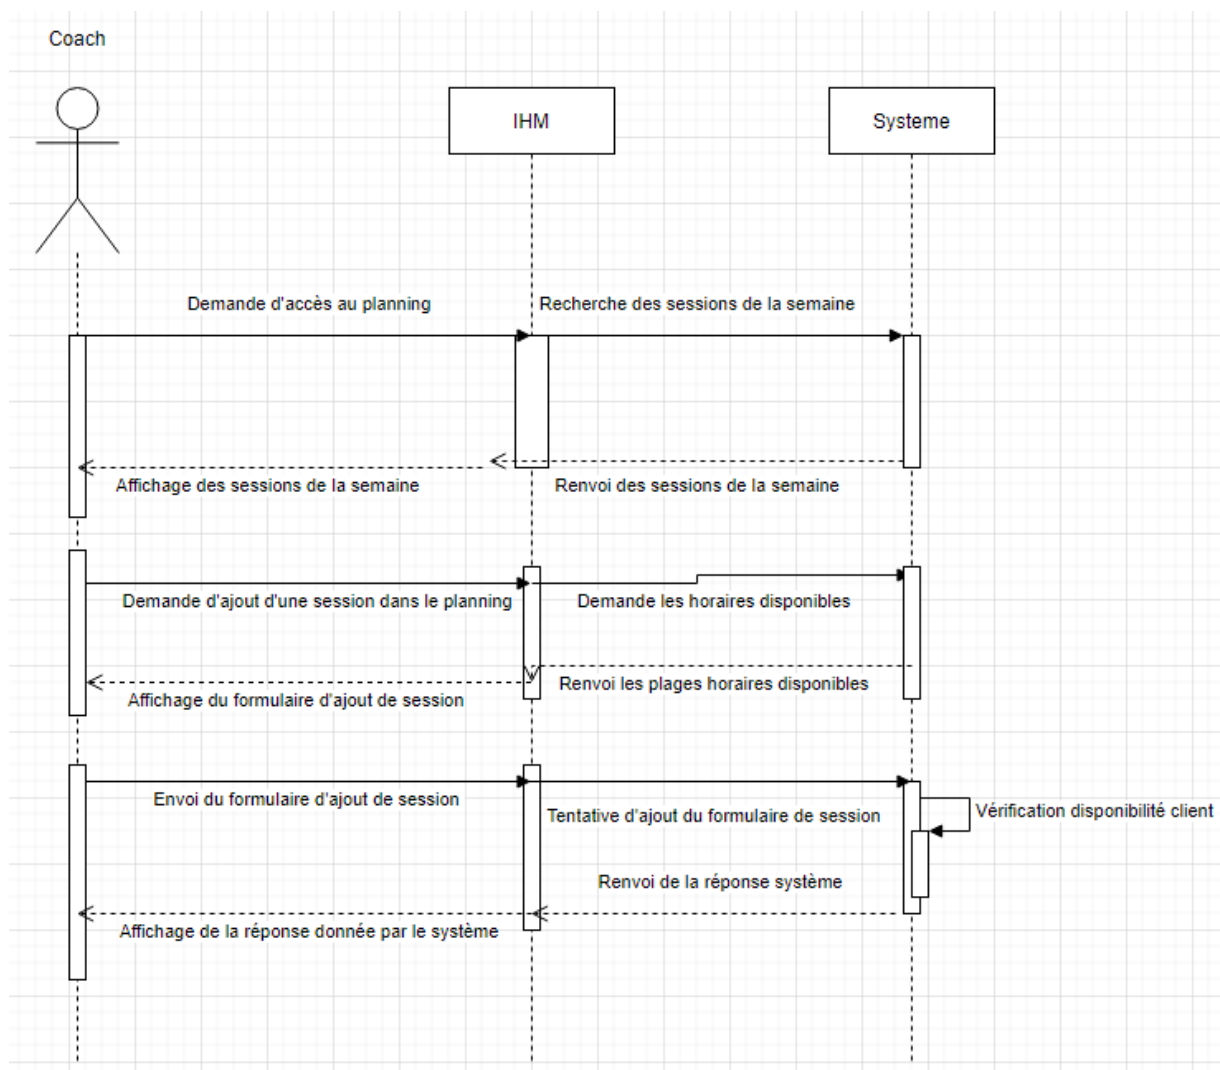 Coach
IHM
Systeme
Demande d'accès au planning
Recherche des sessions de la semaine
Affichage des sessions de la semaine
Renvoi des sessions de la semaine
Demande d'ajout d'une session dans le planning
Demande les horaires disponibles
Renvoi les plages horaires disponibles
Affichage du formulaire d'ajout de session
Envoi du formulaire d'ajout de session
Tentative d'ajout du formulaire de session
Vérification disponibilité client
Renvoi de la réponse système
Affichage de la réponse donnée par le système